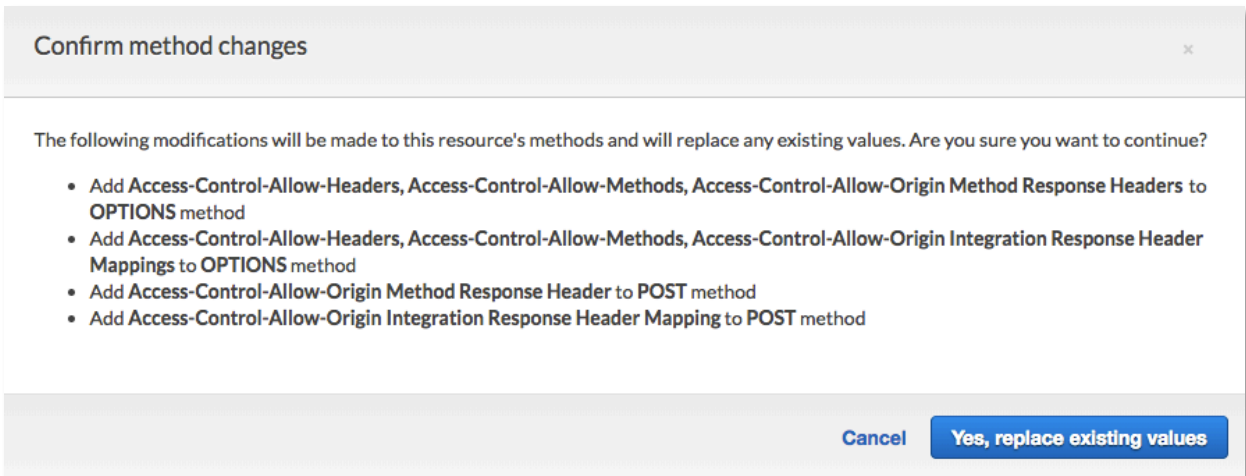 Confirm method changes
×
The following modifications will be made to this resource's methods and will replace any existing values. Are you sure you want to continue?
• Add Access-Control-Allow-Headers, Access-Control-Allow-Methods, Access-Control-Allow-Origin Method Response Headers to
OPTIONS method
• Add Access-Control-Allow-Headers, Access-Control-Allow-Methods, Access-Control-Allow-Origin Integration Response Header
Mappings to OPTIONS method
• Add Access-Control-Allow-Origin Method Response Header to POST method
• Add Access-Control-Allow-Origin Integration Response Header Mapping to POST method
Cancel
Yes, replace existing values